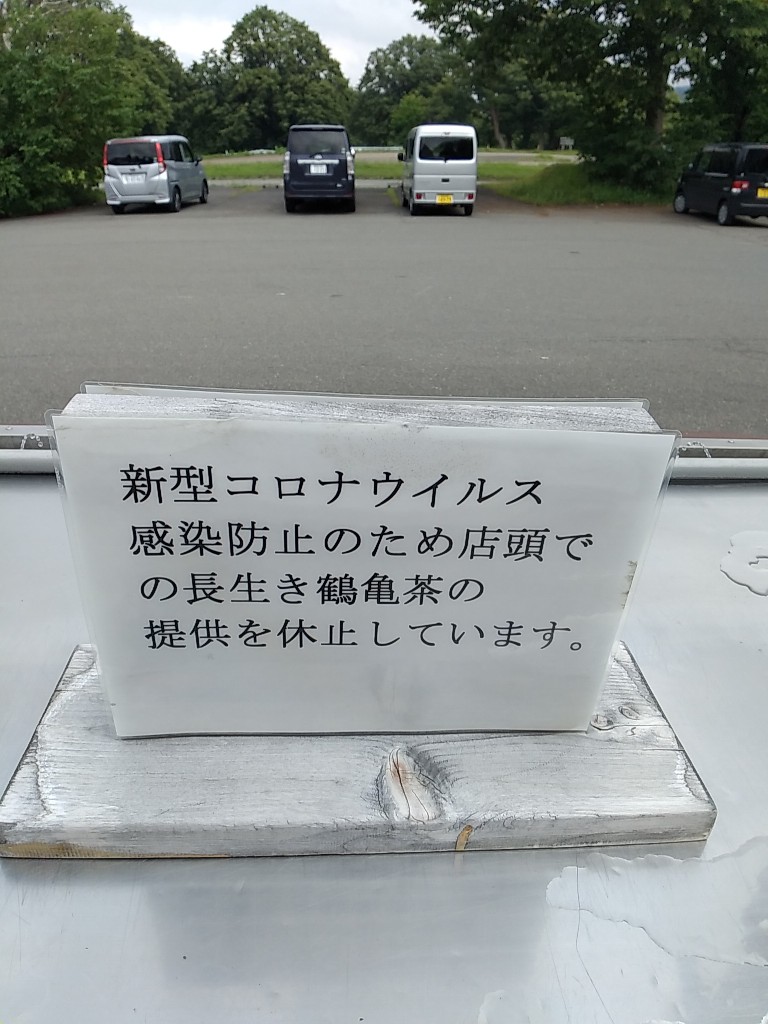 新型コロナウイルス
感染防止のため店頭で
の長生き鶴亀茶の
提供を休止しています。